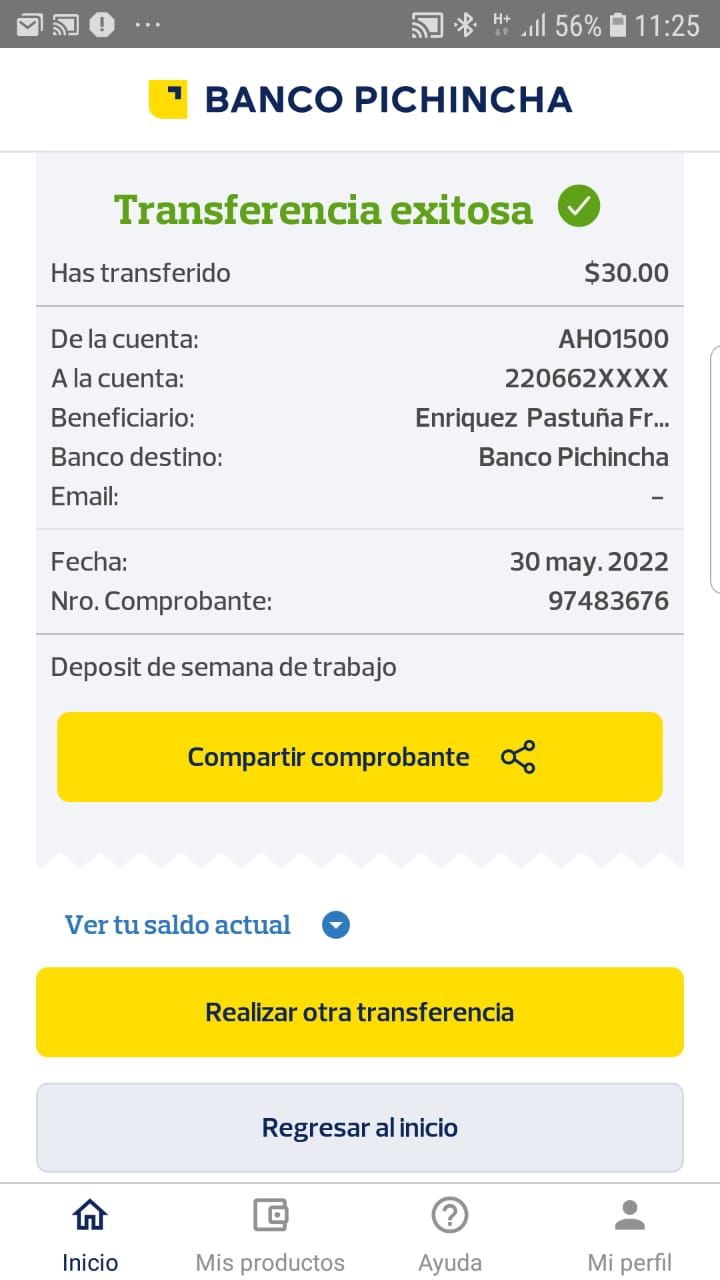 H+ 56% 11:25
BANCO PICHINCHA
Transferencia exitosa
Has transferido $30.00
De la cuenta: AHO1500
A la cuenta: 220662XXXX
Beneficiario: Enriquez Pastuña Fr...
Banco destino: Banco Pichincha
Email: –
Fecha: 30 may. 2022
Nro. Comprobante: 97483676
Deposit de semana de trabajo
Compartir comprobante
Ver tu saldo actual
Realizar otra transferencia
Regresar al inicio
Inicio Mis productos Ayuda Mi perfil